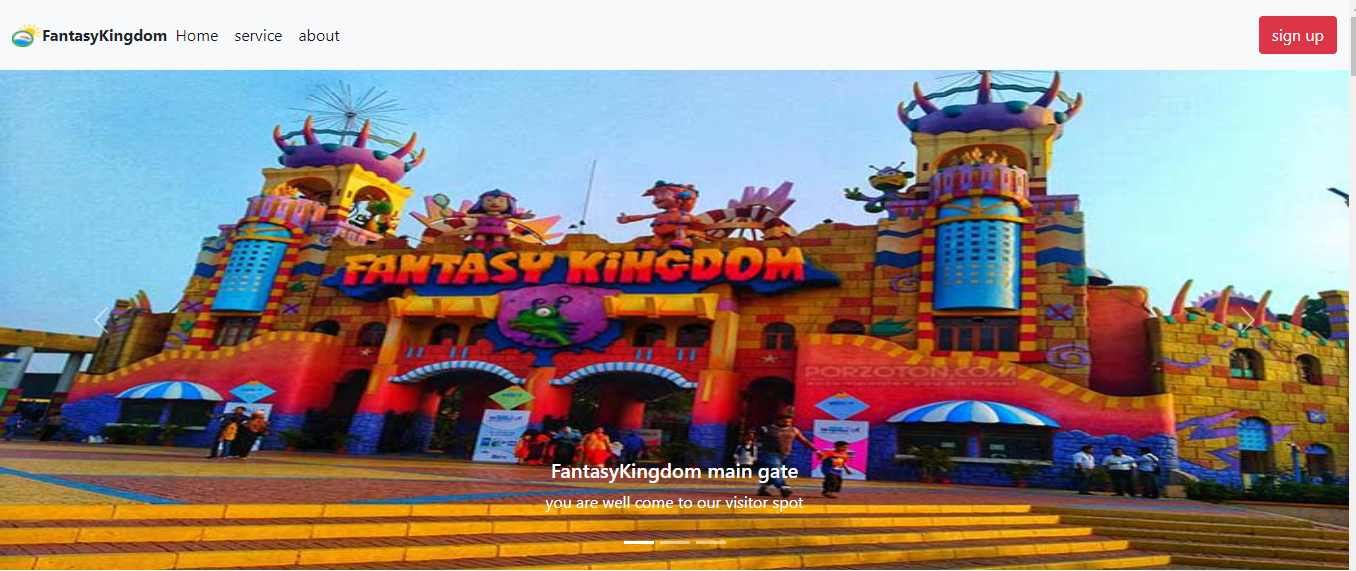 FantasyKingdom Home service about sign up
FANTASY KINGDOM
PORZOTON.COM
FantasyKingdom main gate
you are well come to our visitor spot